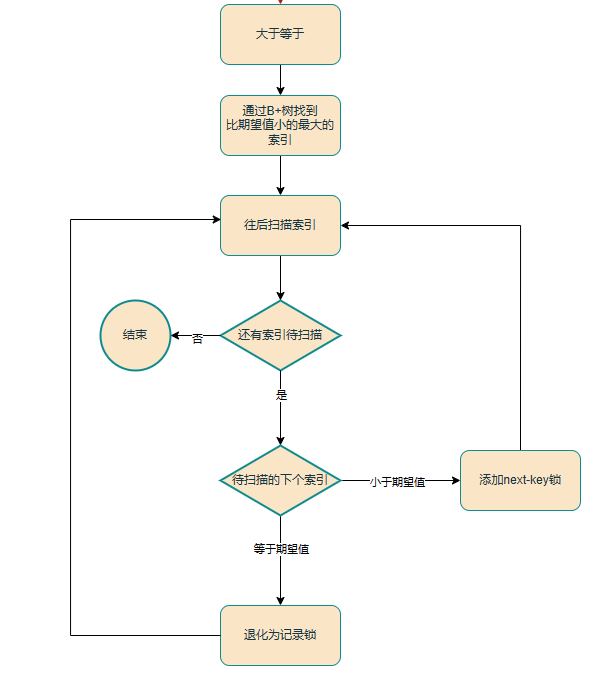 大于等于
通过B+树找到
比期望值小的最大的
索引
往后扫描索引
结束
否
还有索引待扫描
是
待扫描的下个索引
小于期望值
添加next-key锁
等于期望值
退化为记录锁